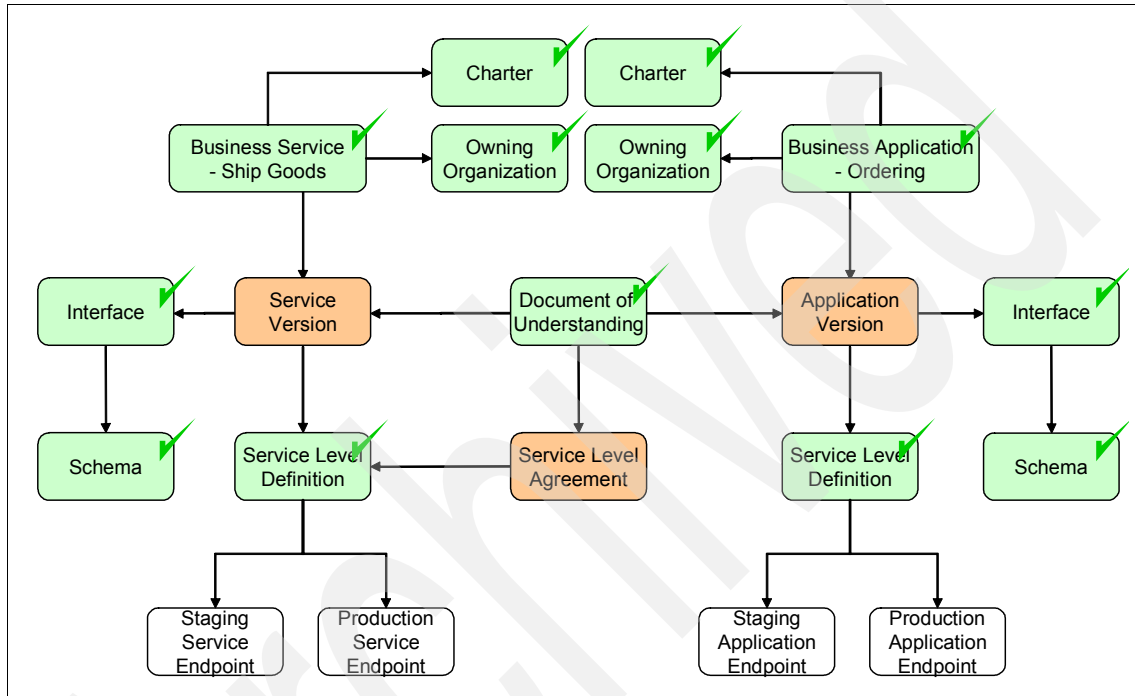 Charter
Charter
Business Service
- Ship Goods
Owning
Organization
Owning
Organization
Business Application
- Ordering
Interface
Service
Version
Document of
Understanding
Application
Version
Interface
Schema
Service Level
Definition
Service Level
Agreement
Service Level
Definition
Schema
Staging
Service
Endpoint
Production
Service
Endpoint
Staging
Application
Endpoint
Production
Application
Endpoint